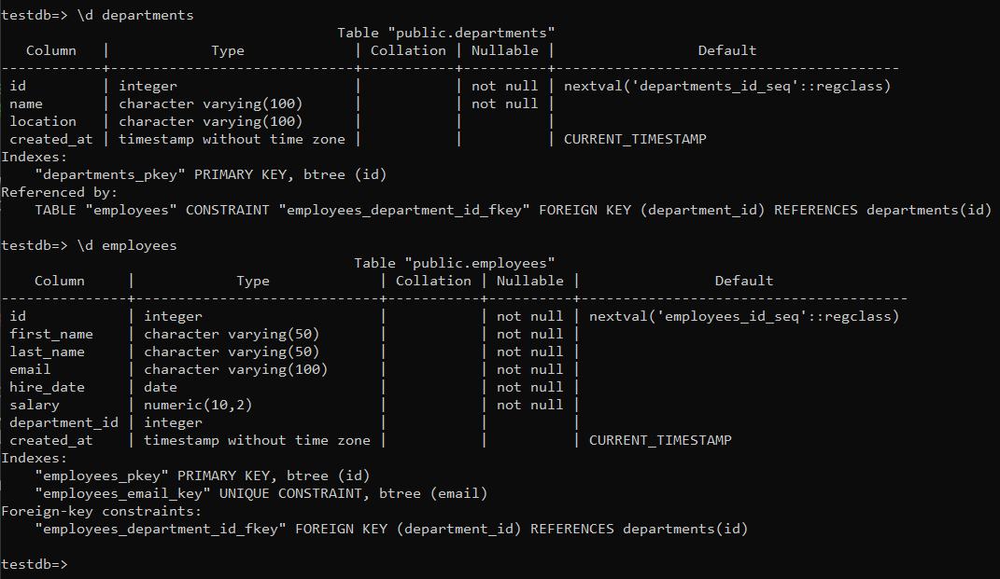 testdb=> \d departments
                                        Table "public.departments"
   Column   |            Type             | Collation | Nullable |                 Default
------------+-----------------------------+-----------+----------+-----------------------------------------
 id         | integer                     |           | not null | nextval('departments_id_seq'::regclass)
 name       | character varying(100)      |           | not null |
 location   | character varying(100)      |           |          |
 created_at | timestamp without time zone |           |          | CURRENT_TIMESTAMP
Indexes:
    "departments_pkey" PRIMARY KEY, btree (id)
Referenced by:
    TABLE "employees" CONSTRAINT "employees_department_id_fkey" FOREIGN KEY (department_id) REFERENCES departments(id)

testdb=> \d employees
                                          Table "public.employees"
    Column     |            Type             | Collation | Nullable |                Default
---------------+-----------------------------+-----------+----------+---------------------------------------
 id            | integer                     |           | not null | nextval('employees_id_seq'::regclass)
 first_name    | character varying(50)       |           | not null |
 last_name     | character varying(50)       |           | not null |
 email         | character varying(100)      |           | not null |
 hire_date     | date                        |           | not null |
 salary        | numeric(10,2)               |           | not null |
 department_id | integer                     |           |          |
 created_at    | timestamp without time zone |           |          | CURRENT_TIMESTAMP
Indexes:
    "employees_pkey" PRIMARY KEY, btree (id)
    "employees_email_key" UNIQUE CONSTRAINT, btree (email)
Foreign-key constraints:
    "employees_department_id_fkey" FOREIGN KEY (department_id) REFERENCES departments(id)

testdb=>